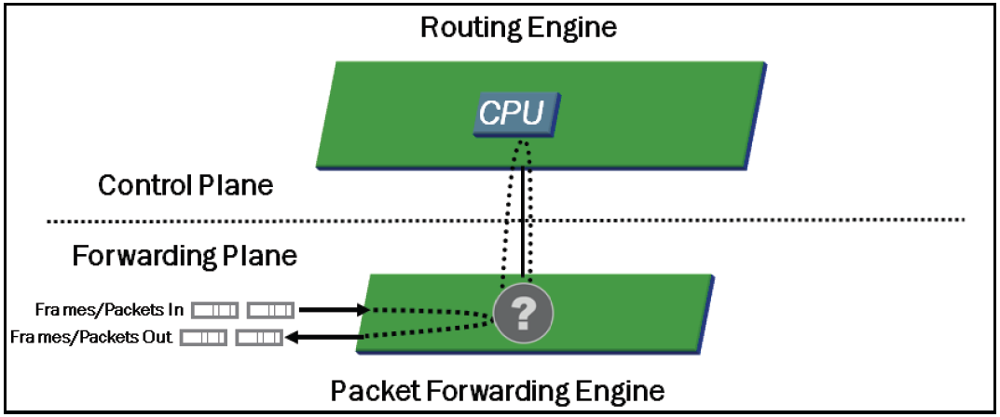 Routing Engine
CPU
Control Plane
Forwarding Plane
Frames/Packets In
?
Frames/Packets Out
Packet Forwarding Engine